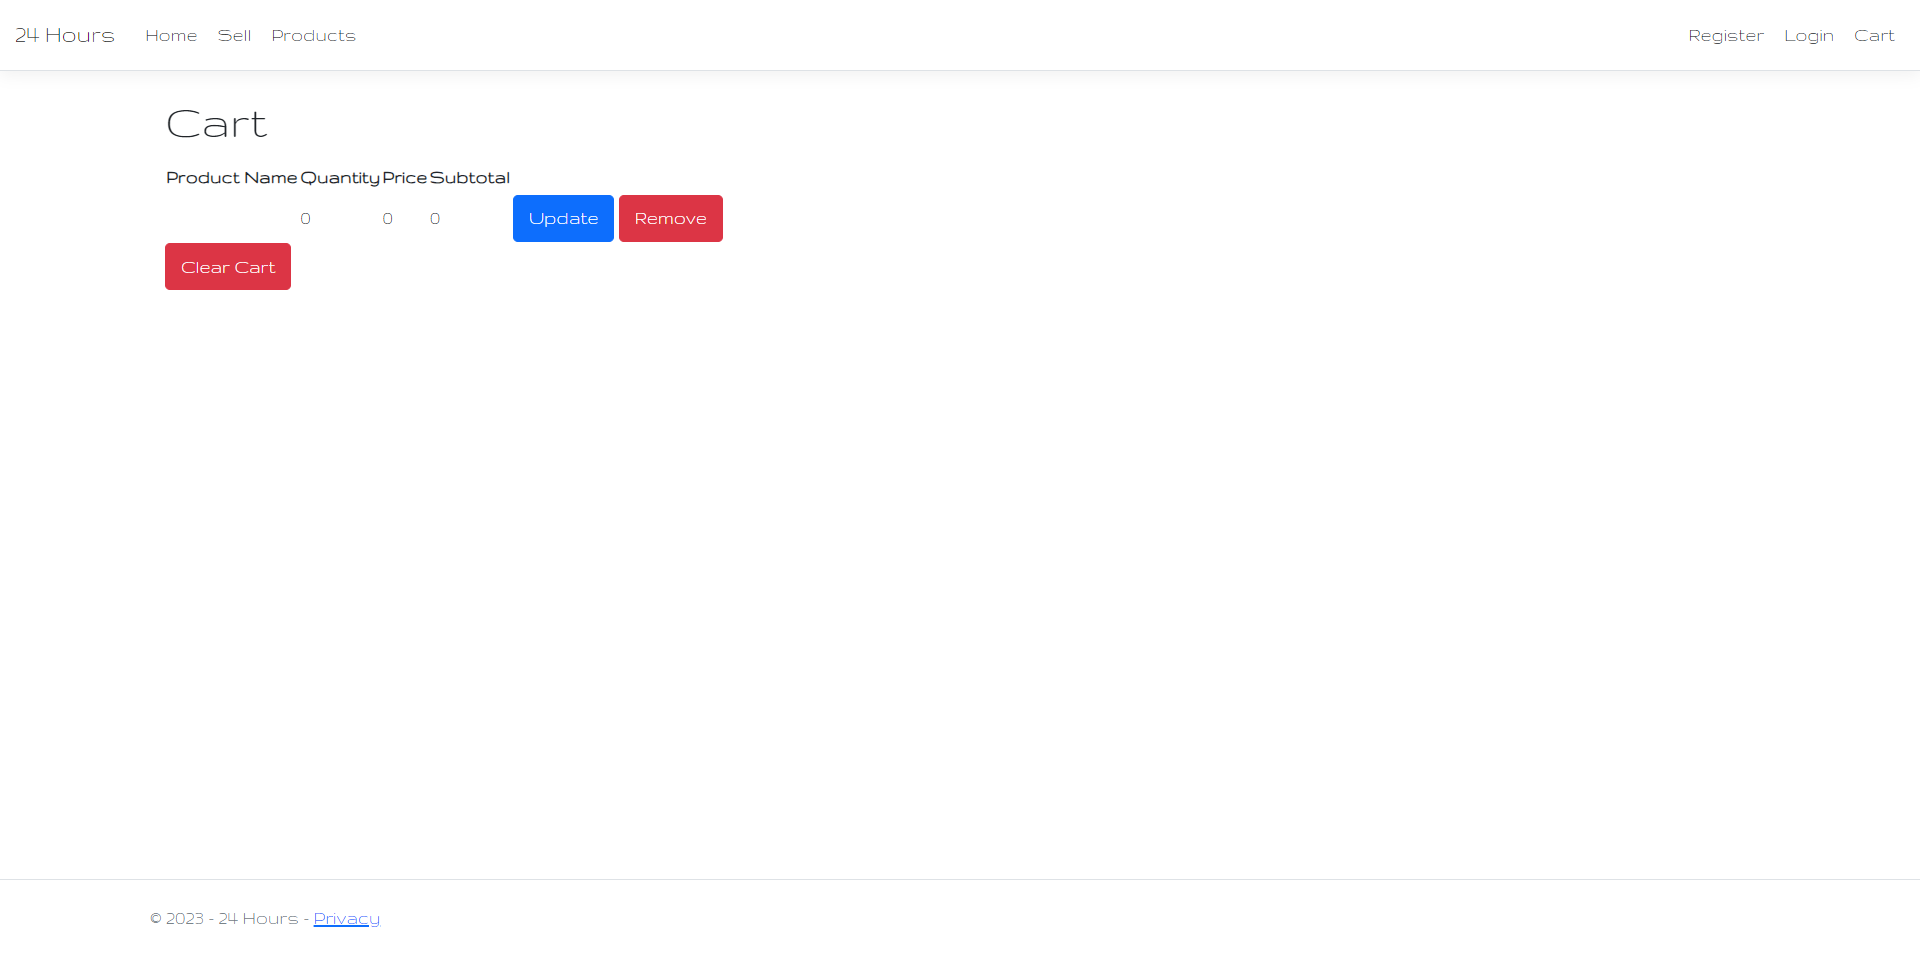 24 Hours Home Sell Products Register Login Cart
Cart
Product Name Quantity Price Subtotal
0 0 0 Update Remove
Clear Cart
© 2023 - 24 Hours - Privacy